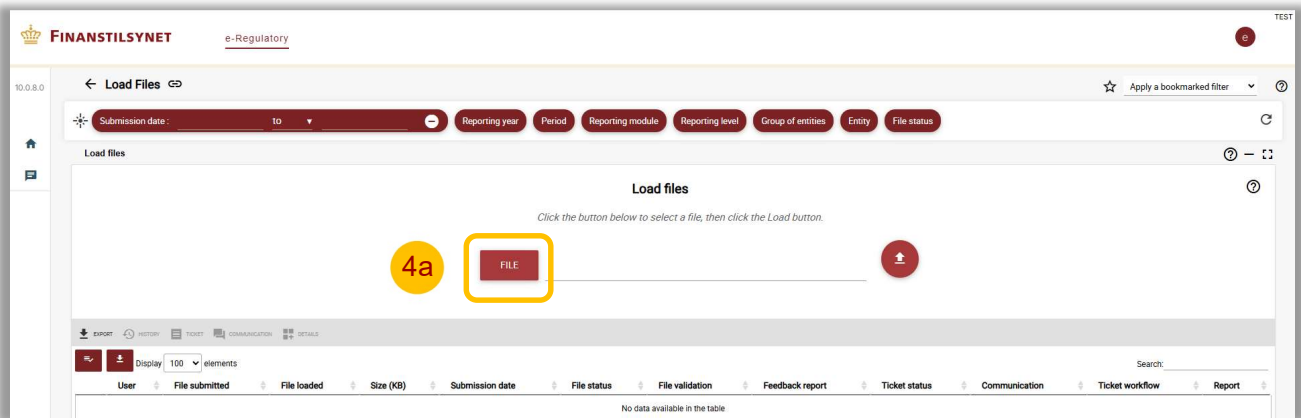 TEST
FINANSTILSYNET e-Regulatory e
10.0.8.0 Load Files Apply a bookmarked filter
Submission date : to Reporting year Period Reporting module Reporting level Group of entities Entity File status
Load files
Load files
Click the button below to select a file, then click the Load button.
4a FILE
EXPORT HISTORY TICKET COMMUNICATION DETAILS
Display 100 elements Search:
User File submitted File loaded Size (KB) Submission date File status File validation Feedback report Ticket status Communication Ticket workflow Report
No data available in the table